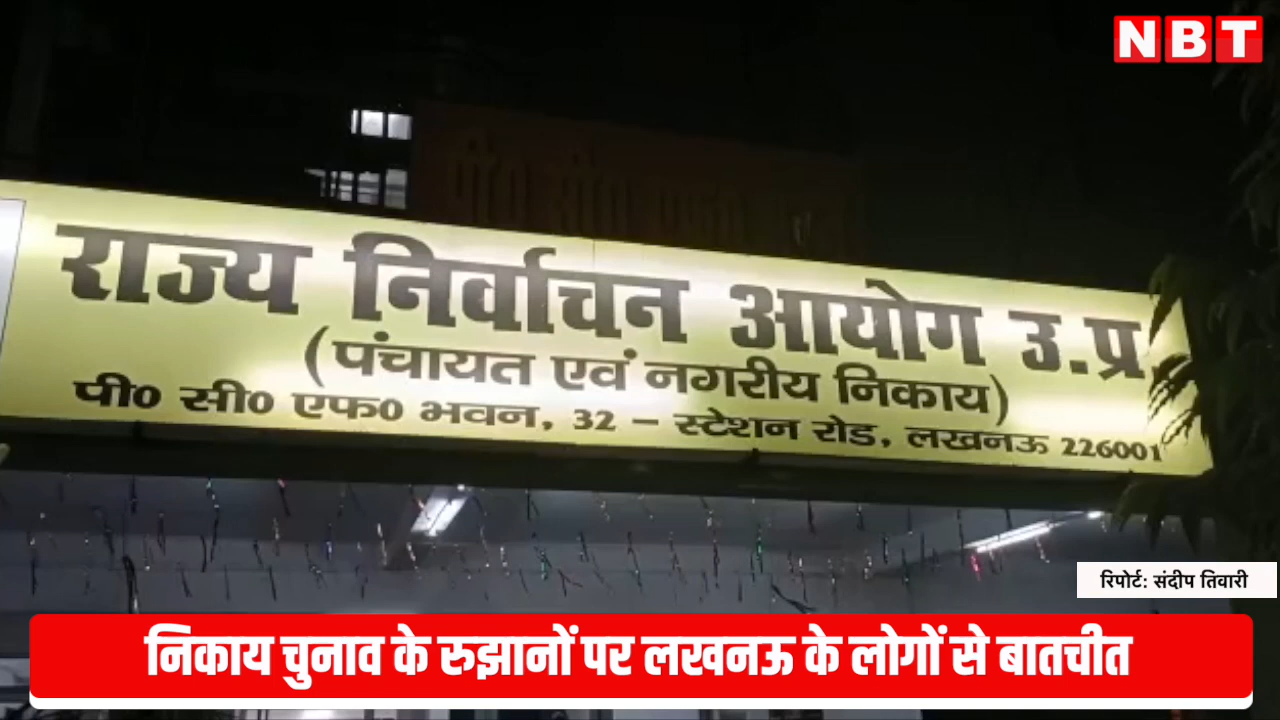 NBT
राज्य निर्वाचन आयोग उ.प्र.
(पंचायत एवं नगरीय निकाय)
पी० सी० एफ० भवन, 32 – स्टेशन रोड, लखनऊ 226001
रिपोर्ट: संदीप तिवारी
निकाय चुनाव के रुझानों पर लखनऊ के लोगों से बातचीत